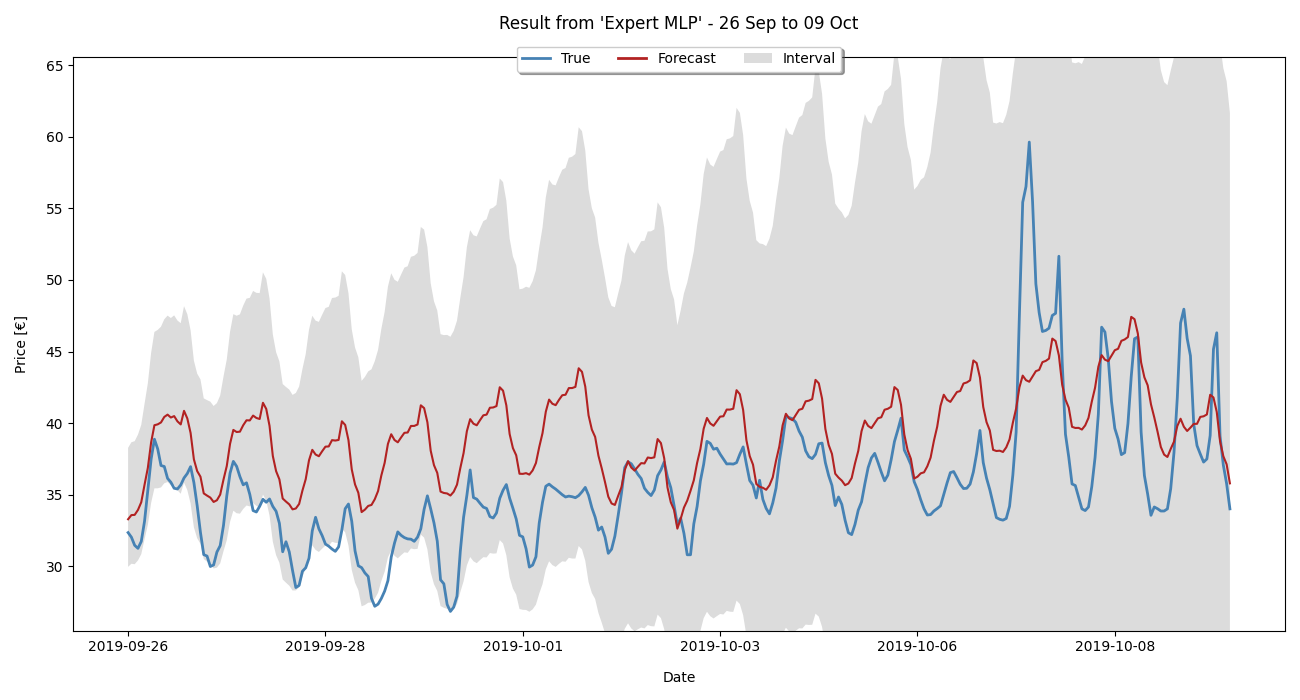 Result from 'Expert MLP' - 26 Sep to 09 Oct
True Forecast Interval
65
60
55
50
45
40
35
30
Price [€]
2019-09-26 2019-09-28 2019-10-01 2019-10-03 2019-10-06 2019-10-08
Date